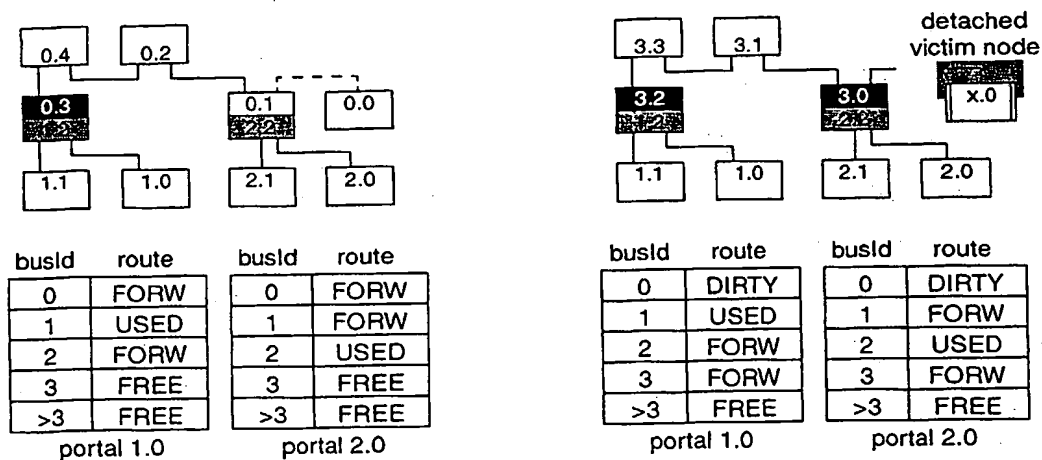 0.4 0.2
0.3 0.1 0.0
1.1 1.0 2.1 2.0
busId route busId route
0 FORW 0 FORW
1 USED 1 FORW
2 FORW 2 USED
3 FREE 3 FREE
>3 FREE >3 FREE
portal 1.0 portal 2.0
detached
victim node
3.3 3.1
3.2 3.0 x.0
1.1 1.0 2.1 2.0
busId route busId route
0 DIRTY 0 DIRTY
1 USED 1 FORW
2 FORW 2 USED
3 FORW 3 FORW
>3 FREE >3 FREE
portal 1.0 portal 2.0